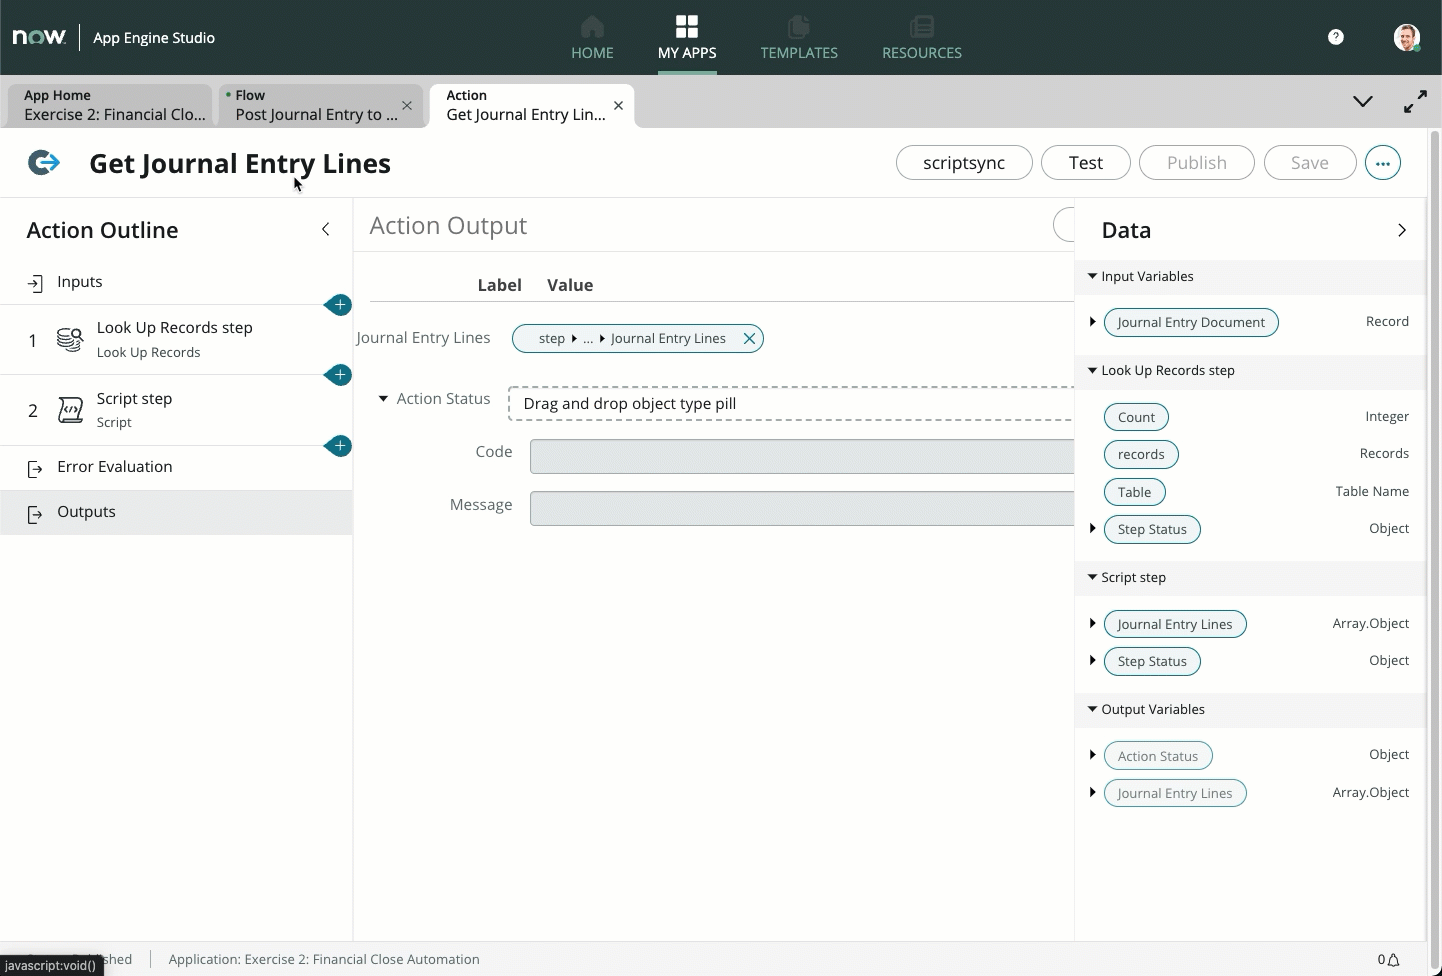 now.
App Engine Studio
HOME
MY APPS
TEMPLATES
RESOURCES
?
App Home
Exercise 2: Financial Clo...
Flow
Post Journal Entry to ...
Action
Get Journal Entry Lin...
Get Journal Entry Lines
scriptsync
Test
Publish
Save
...
Action Outline
Inputs
1
Look Up Records step
Look Up Records
2
Script step
Script
Error Evaluation
Outputs
Action Output
Label
Value
Journal Entry Lines
step ▸ ... ▸ Journal Entry Lines
Action Status
Drag and drop object type pill
Code
Message
Data
Input Variables
Journal Entry Document
Record
Look Up Records step
Count
Integer
records
Records
Table
Table Name
Step Status
Object
Script step
Journal Entry Lines
Array.Object
Step Status
Object
Output Variables
Action Status
Object
Journal Entry Lines
Array.Object
javascript:void()
Application: Exercise 2: Financial Close Automation
0